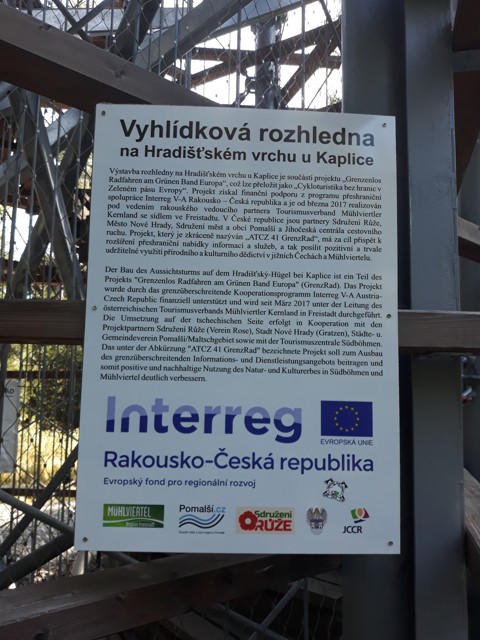 Vyhlídková rozhledna
na Hradišťském vrchu u Kaplice
Výstavba rozhledny na Hradišťském vrchu u Kaplice je součástí projektu „Grenzenlos
Radfahren am Grünen Band Europa“, což lze přeložit jako „Cykloturistika bez hranic v
Zeleném pásu Evropy“. Projekt získal finanční podporu z programu přeshraniční
spolupráce Interreg V-A Rakousko – Česká republika a je od března 2017 realizován
pod vedením rakouského vedoucího partnera Tourismusverband Mühlviertler
Kernland se sídlem ve Freistadtu. V České republice jsou partnery projektu Sdružení Růže,
Město Nové Hrady, Sdružení měst a obcí Pomalší a Jihočeská centrála cestovního
ruchu. Projekt, který je zkráceně nazýván „ATCZ 41 GrenzRad“, má za cíl přispět k
rozšíření přeshraniční nabídky informací a služeb, a tak posílit pozitivní a trvale
udržitelné využití přírodního a kulturního dědictví v jižních Čechách a Mühlviertelu.
Der Bau des Aussichtsturms auf dem Hradišťský-Hügel bei Kaplice ist ein Teil des
Projekts "Grenzenlos Radfahren am Grünen Band Europa" (GrenzRad). Das Projekt
wurde durch das grenzüberschreitende Kooperationsprogramm Interreg V-A Austria-
Czech Republic finanziell unterstützt und wird seit März 2017 unter der Leitung des
österreichischen Tourismusverbands Mühlviertler Kernland in Freistadt durchgeführt.
Die Umsetzung auf der tschechischen Seite erfolgt in Kooperation mit den
Projektpartnern Sdružení Růže (Verein Rose), Stadt Nové Hrady (Gratzen), Städte- u.
Gemeindeverein Pomalší/Maltschgebiet sowie mit der Tourismuszentrale Südböhmen.
Das unter der Abkürzung "ATCZ 41 GrenzRad" bezeichnete Projekt soll zum Ausbau
des grenzüberschreitenden Informations- und Dienstleistungsangebots beitragen und
somit positive und nachhaltige Nutzung des Natur- und Kulturerbes in Südböhmen und
Mühlviertel deutlich verbessern.
Interreg
EVROPSKÁ UNIE
Rakousko-Česká republika
Evropský fond pro regionální rozvoj
MÜHLVIERTEL
Pomalší.cz
Sdružení
RŮŽE
JCCR